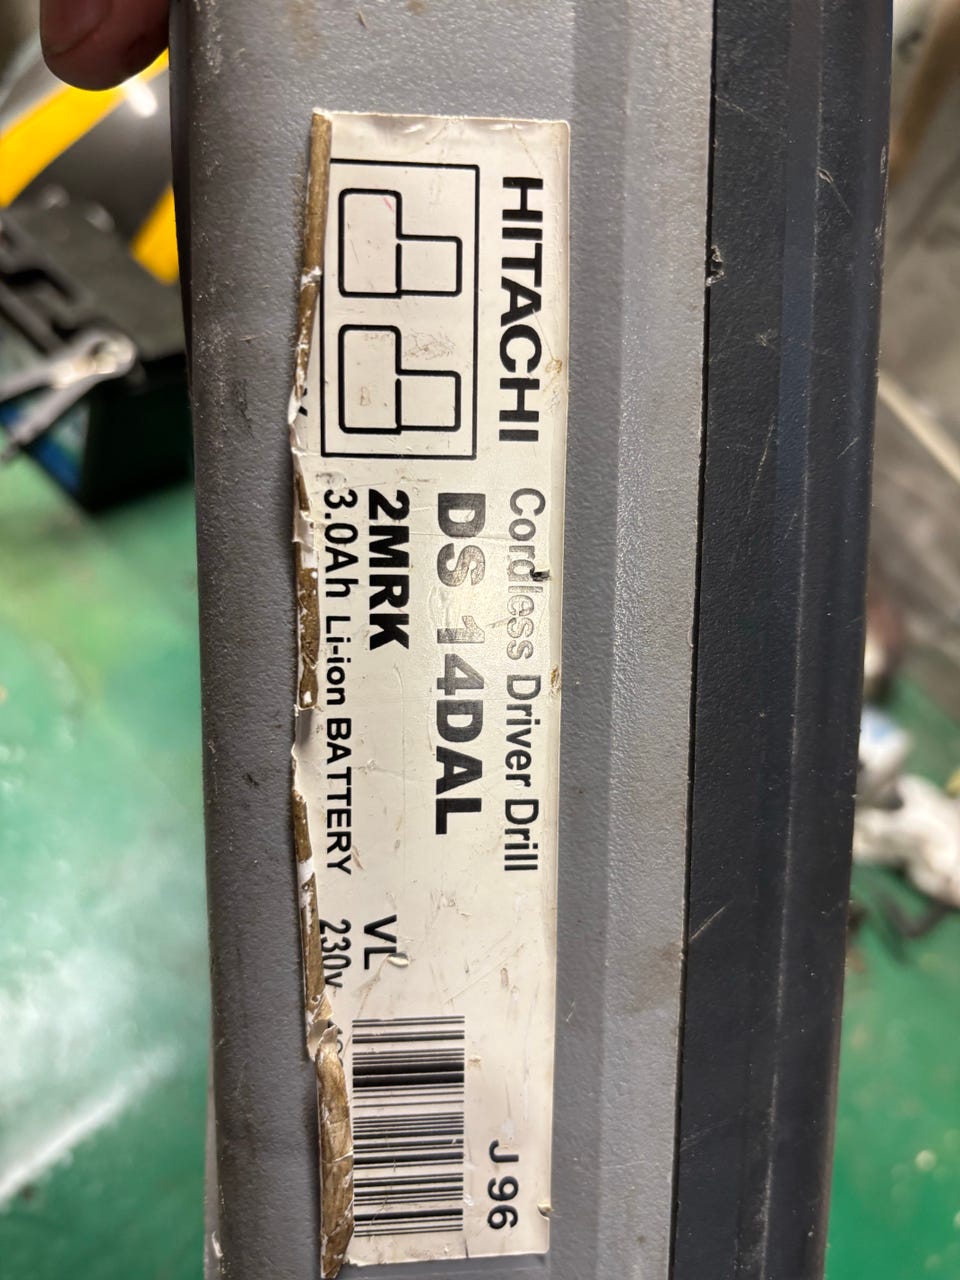 HITACHI Cordless Driver Drill
DS 14DAL
2MRK
3.0Ah Li-ion BATTERY
VL
230v
J 96